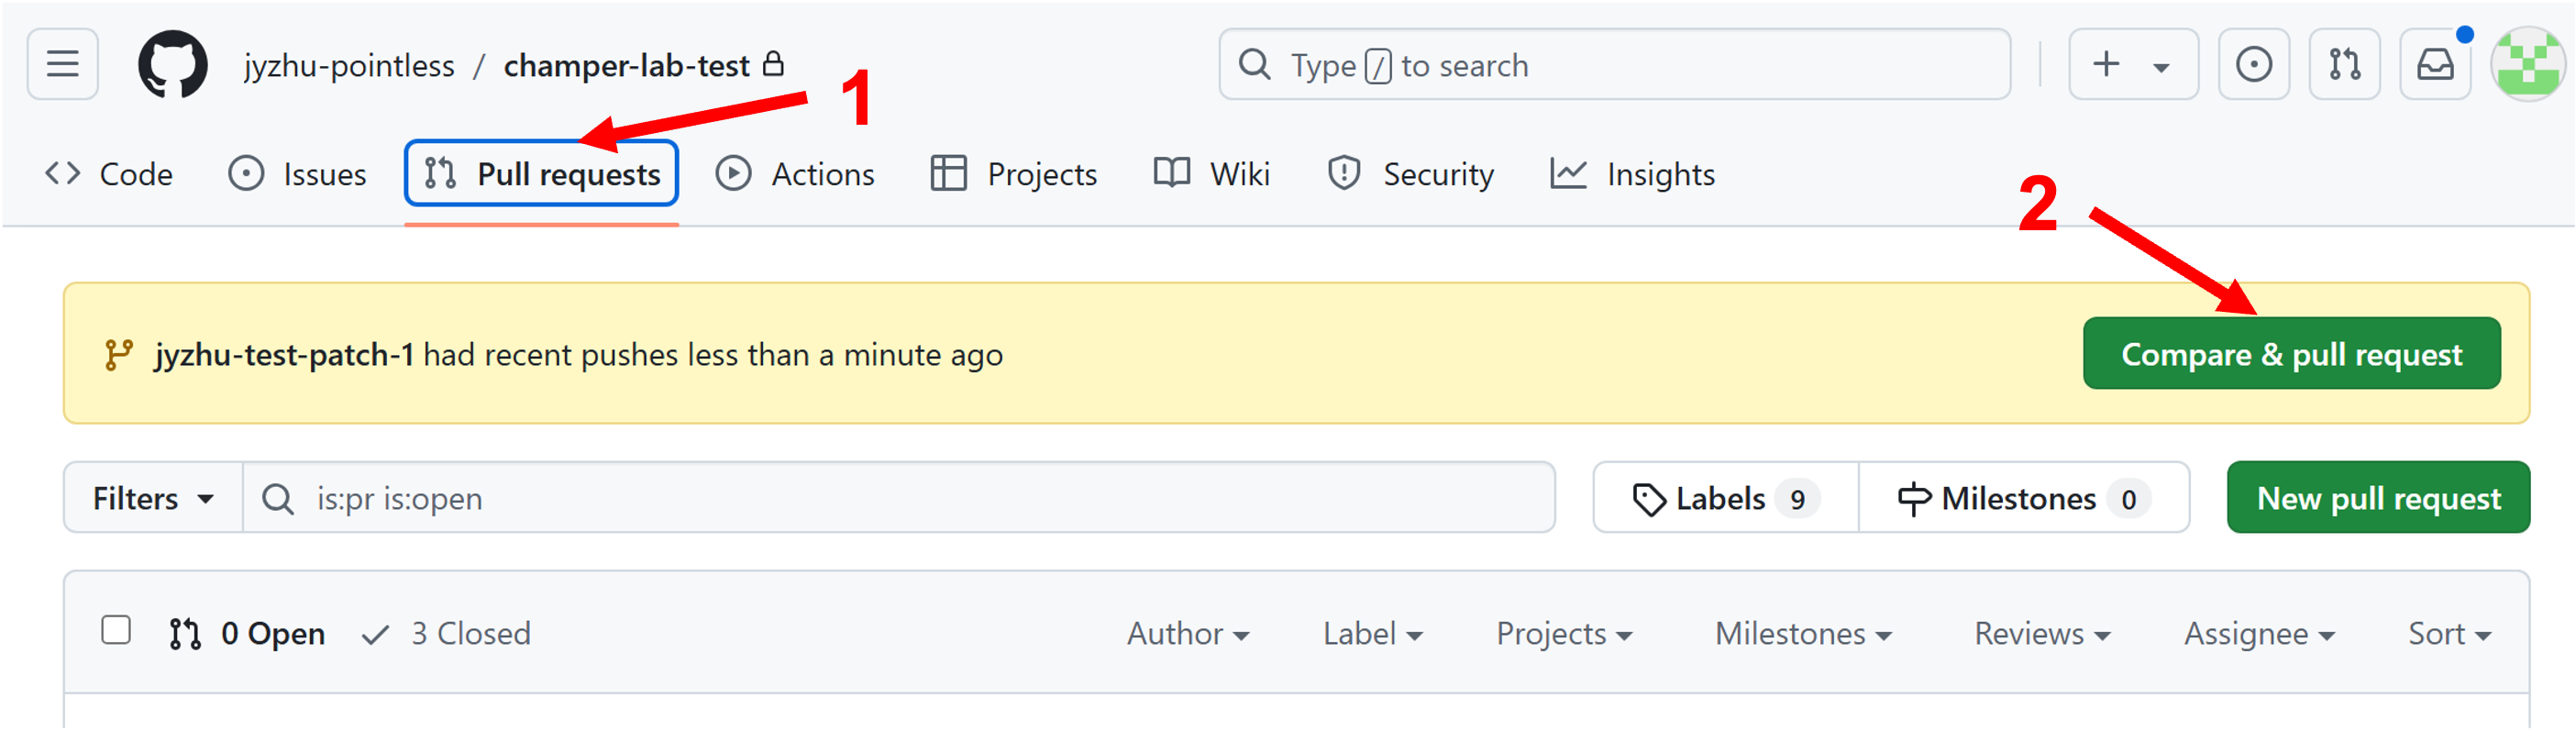 jyzhu-pointless / champer-lab-test
Type / to search
1
Code Issues Pull requests Actions Projects Wiki Security Insights
2
jyzhu-test-patch-1 had recent pushes less than a minute ago
Compare & pull request
Filters is:pr is:open Labels 9 Milestones 0 New pull request
0 Open 3 Closed Author Label Projects Milestones Reviews Assignee Sort